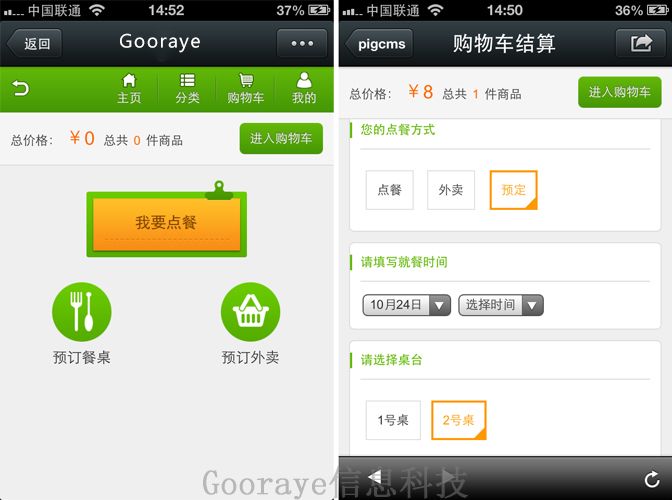 中国联通 14:52 37%
返回 Gooraye
主页 分类 购物车 我的
总价格: ￥0 总共 0 件商品 进入购物车
我要点餐
预订餐桌 预订外卖
中国联通 14:50 36%
pigcms 购物车结算
总价格: ￥8 总共 1 件商品 进入购物车
您的点餐方式
点餐 外卖 预定
请填写就餐时间
10月24日 选择时间
请选择桌台
1号桌 2号桌
Gooraye信息科技